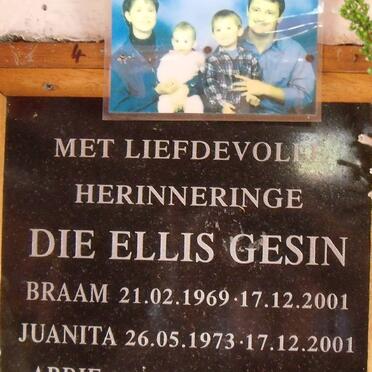 4
MET LIEFDEVOLLE
HERINNERINGE
DIE ELLIS GESIN
BRAAM 21.02.1969·17.12.2001
JUANITA 26.05.1973·17.12.2001